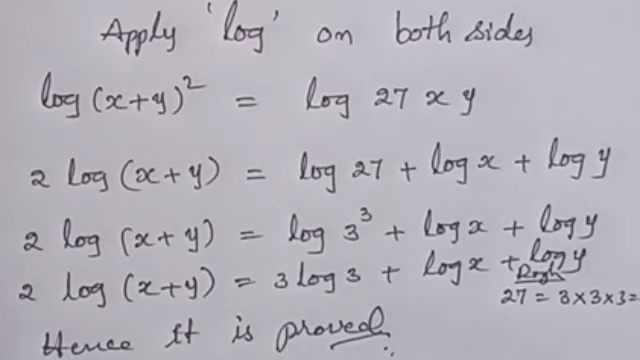 Apply 'log' on both sides
log (x+y)² = log 27 x y
2 log (x+y) = log 27 + log x + log y
2 log (x+y) = log 3³ + log x + log y
2 log (x+y) = 3 log 3 + log x + log y
Rough
27 = 3×3×3=
Hence it is proved